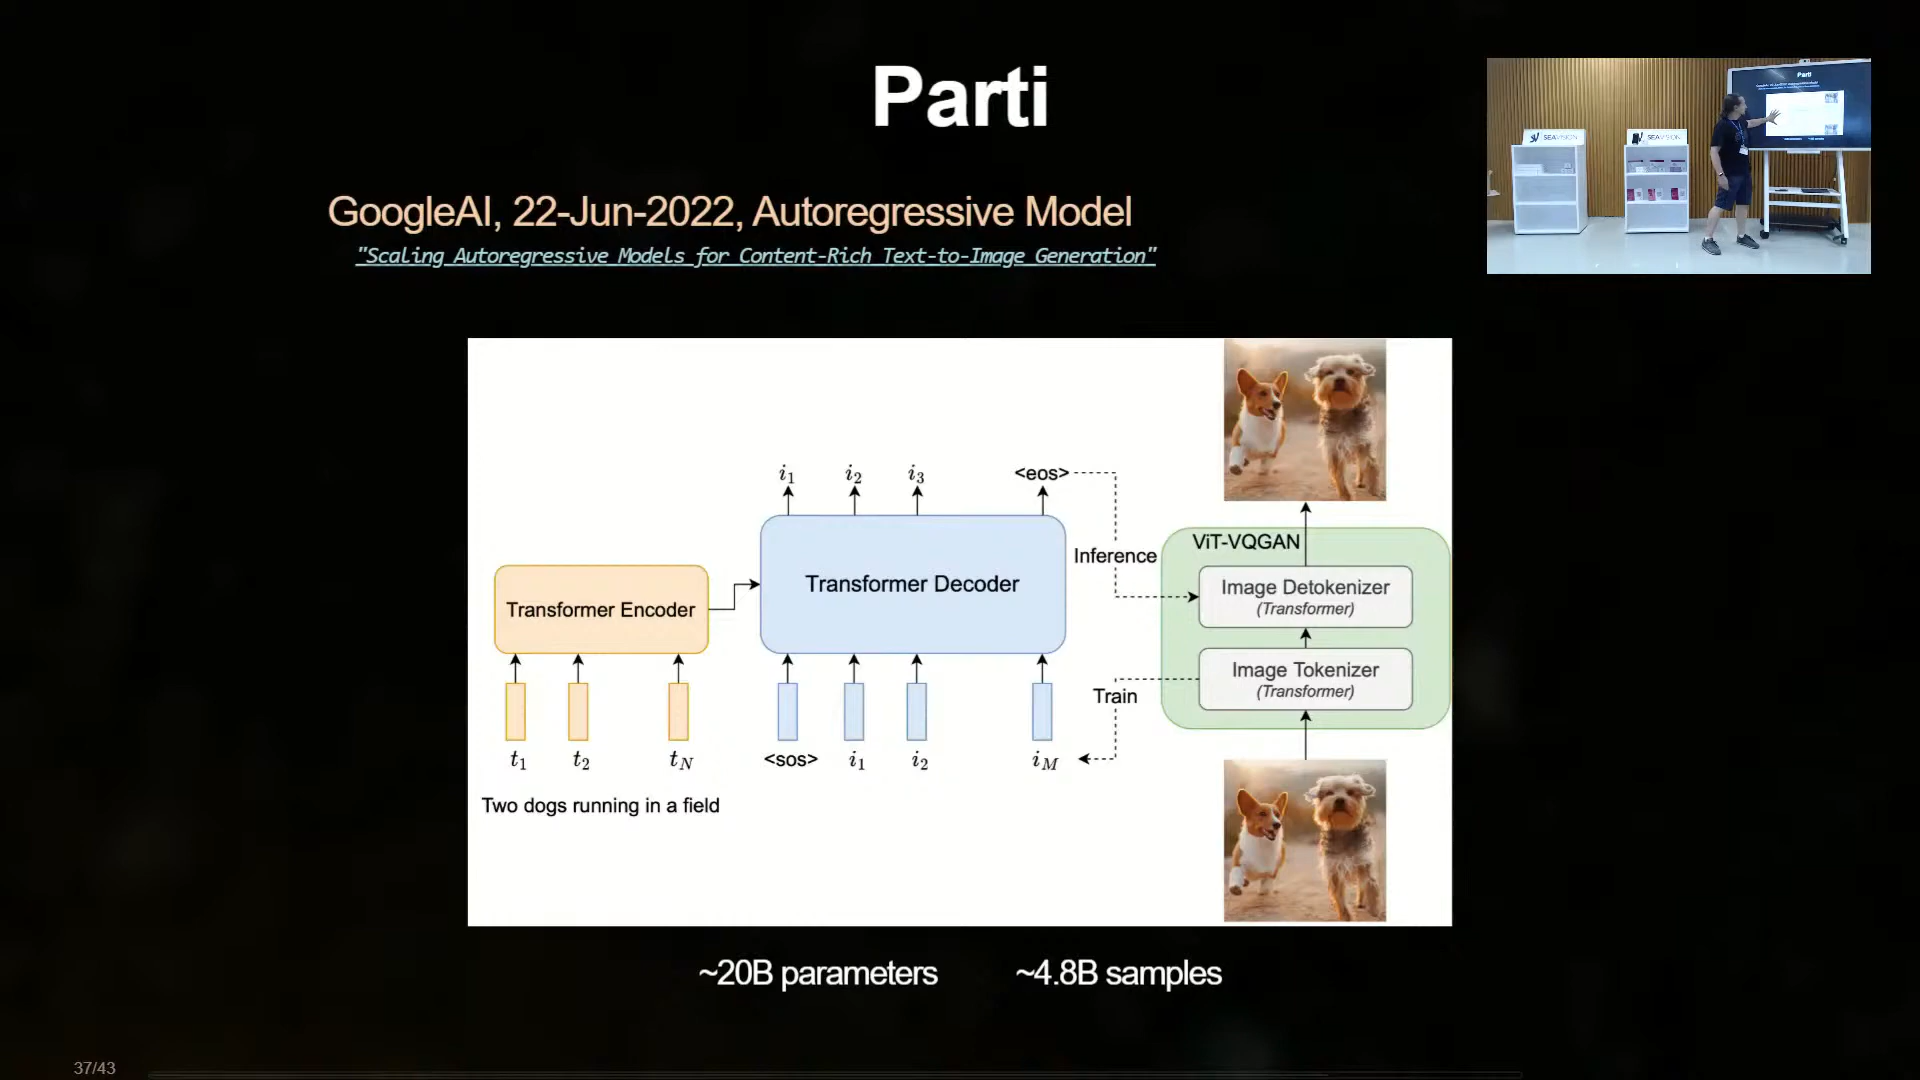 Parti
GoogleAI, 22-Jun-2022, Autoregressive Model
"Scaling Autoregressive Models for Content-Rich Text-to-Image Generation"
i1 i2 i3 <eos>
Inference
ViT-VQGAN
Image Detokenizer
(Transformer)
Transformer Encoder
Transformer Decoder
Image Tokenizer
(Transformer)
Train
t1 t2 tN
<sos> i1 i2 iM
Two dogs running in a field
~20B parameters
~4.8B samples
37/43
Parti